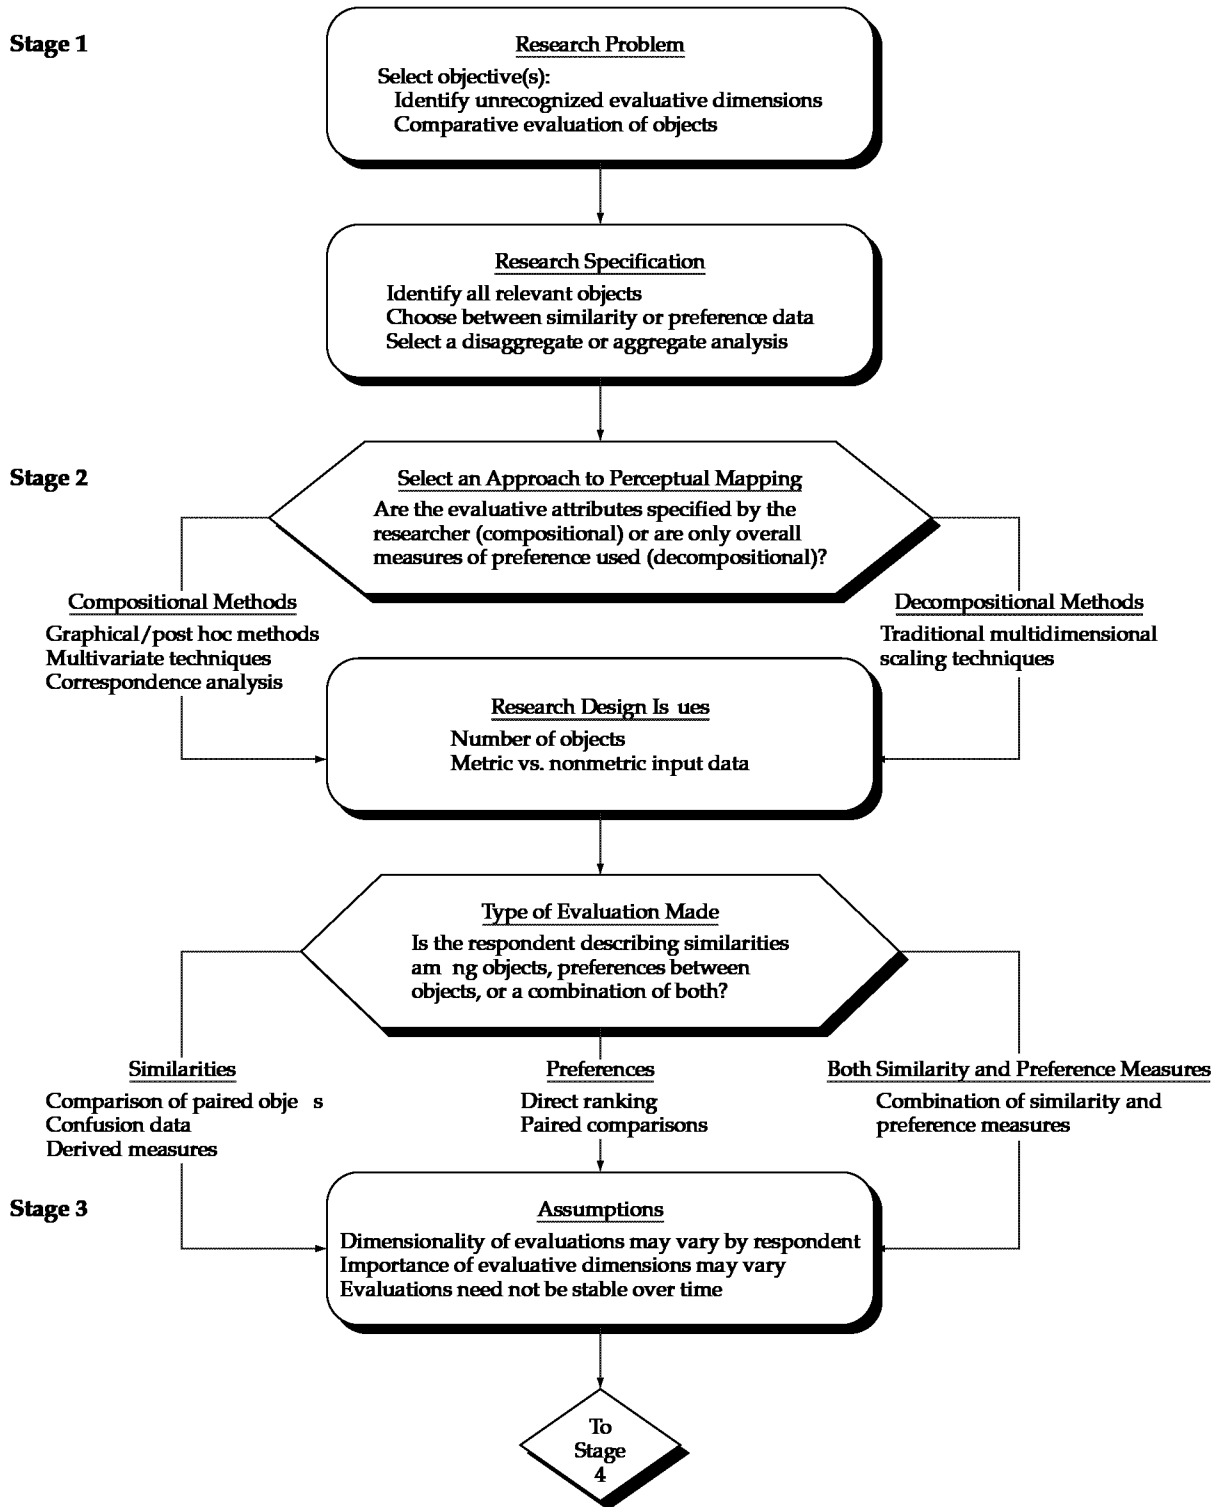 Stage 1
Research Problem
Select objective(s):
Identify unrecognized evaluative dimensions
Comparative evaluation of objects
Research Specification
Identify all relevant objects
Choose between similarity or preference data
Select a disaggregate or aggregate analysis
Stage 2
Select an Approach to Perceptual Mapping
Are the evaluative attributes specified by the
researcher (compositional) or are only overall
measures of preference used (decompositional)?
Compositional Methods
Graphical/post hoc methods
Multivariate techniques
Correspondence analysis
Decompositional Methods
Traditional multidimensional
scaling techniques
Research Design Is ues
Number of objects
Metric vs. nonmetric input data
Type of Evaluation Made
Is the respondent describing similarities
am ng objects, preferences between
objects, or a combination of both?
Similarities
Comparison of paired obje s
Confusion data
Derived measures
Preferences
Direct ranking
Paired comparisons
Both Similarity and Preference Measures
Combination of similarity and
preference measures
Stage 3
Assumptions
Dimensionality of evaluations may vary by respondent
Importance of evaluative dimensions may vary
Evaluations need not be stable over time
To
Stage
4